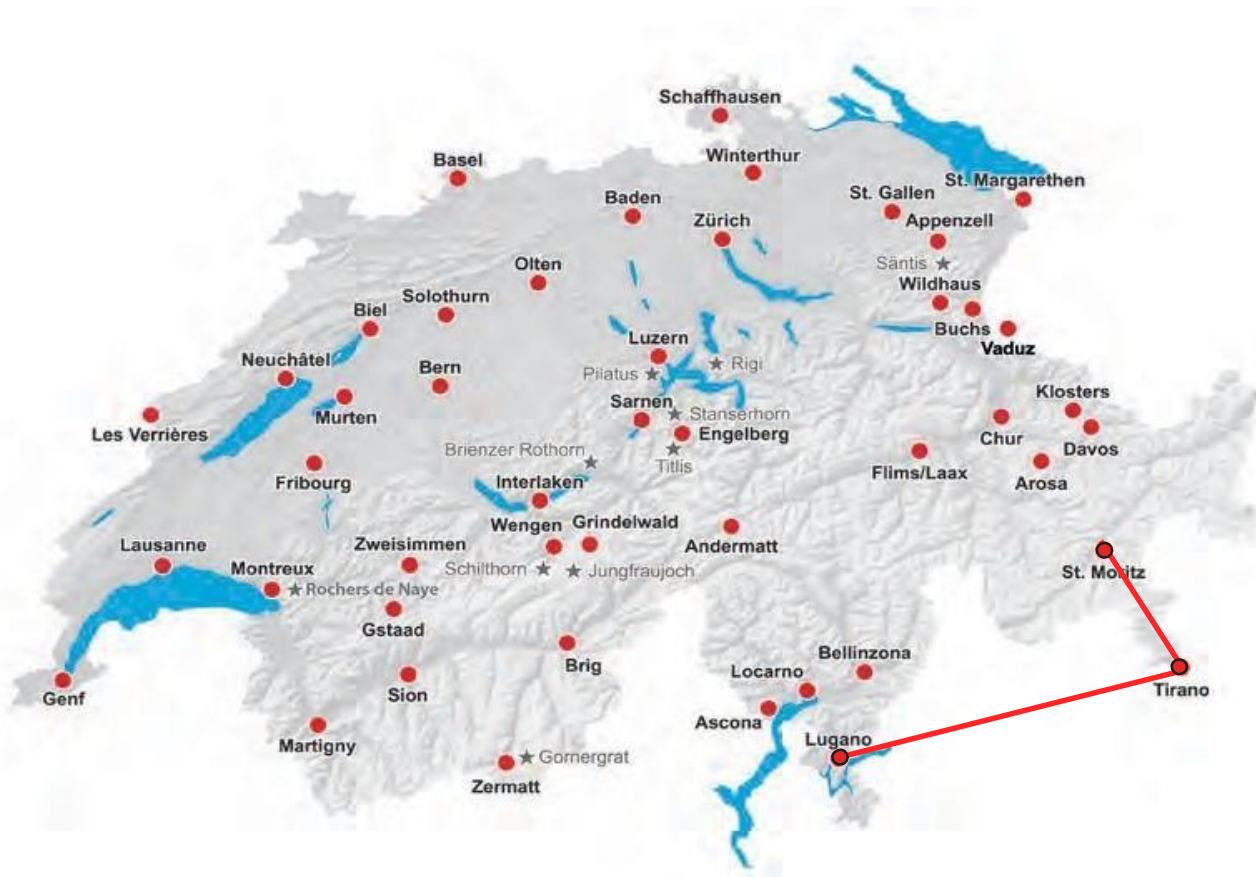 Schaffhausen
Basel
Winterthur
St. Gallen
St. Margarethen
Baden
Zürich
Appenzell
Säntis
Olten
Wildhaus
Solothurn
Biel
Buchs
Luzern
Vaduz
Neuchâtel
Bern
Pilatus
Rigi
Klosters
Sarnen
Stanserhorn
Murten
Les Verrières
Engelberg
Chur
Davos
Brienzer Rothorn
Titlis
Flims/Laax
Fribourg
Interlaken
Arosa
Wengen
Grindelwald
Lausanne
Zweisimmen
Andermatt
Montreux
Schilthorn
Jungfraujoch
St. Moritz
Rochers de Naye
Gstaad
Bellinzona
Brig
Locarno
Genf
Sion
Tirano
Ascona
Lugano
Martigny
Gornergrat
Zermatt